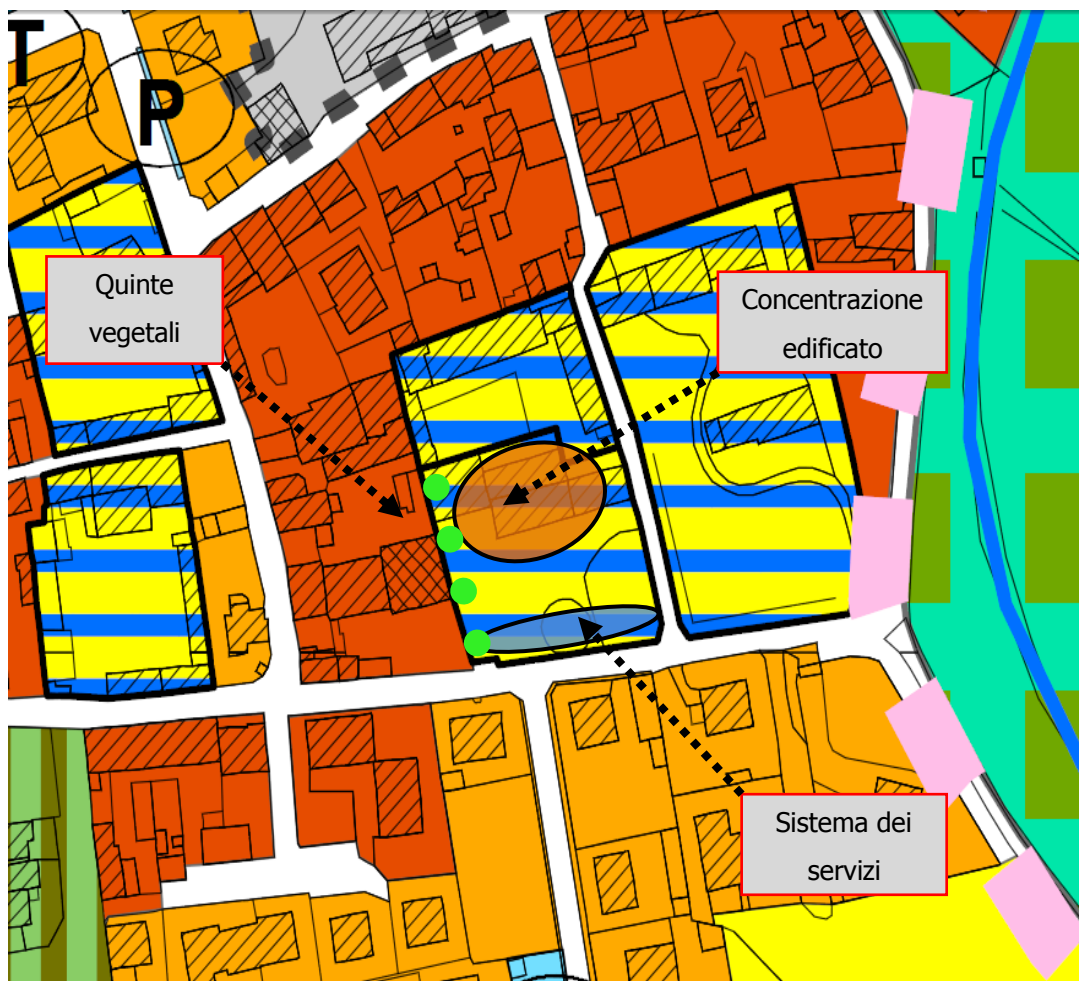 T
P
Quinte
vegetali
Concentrazione
edificato
Sistema dei
servizi